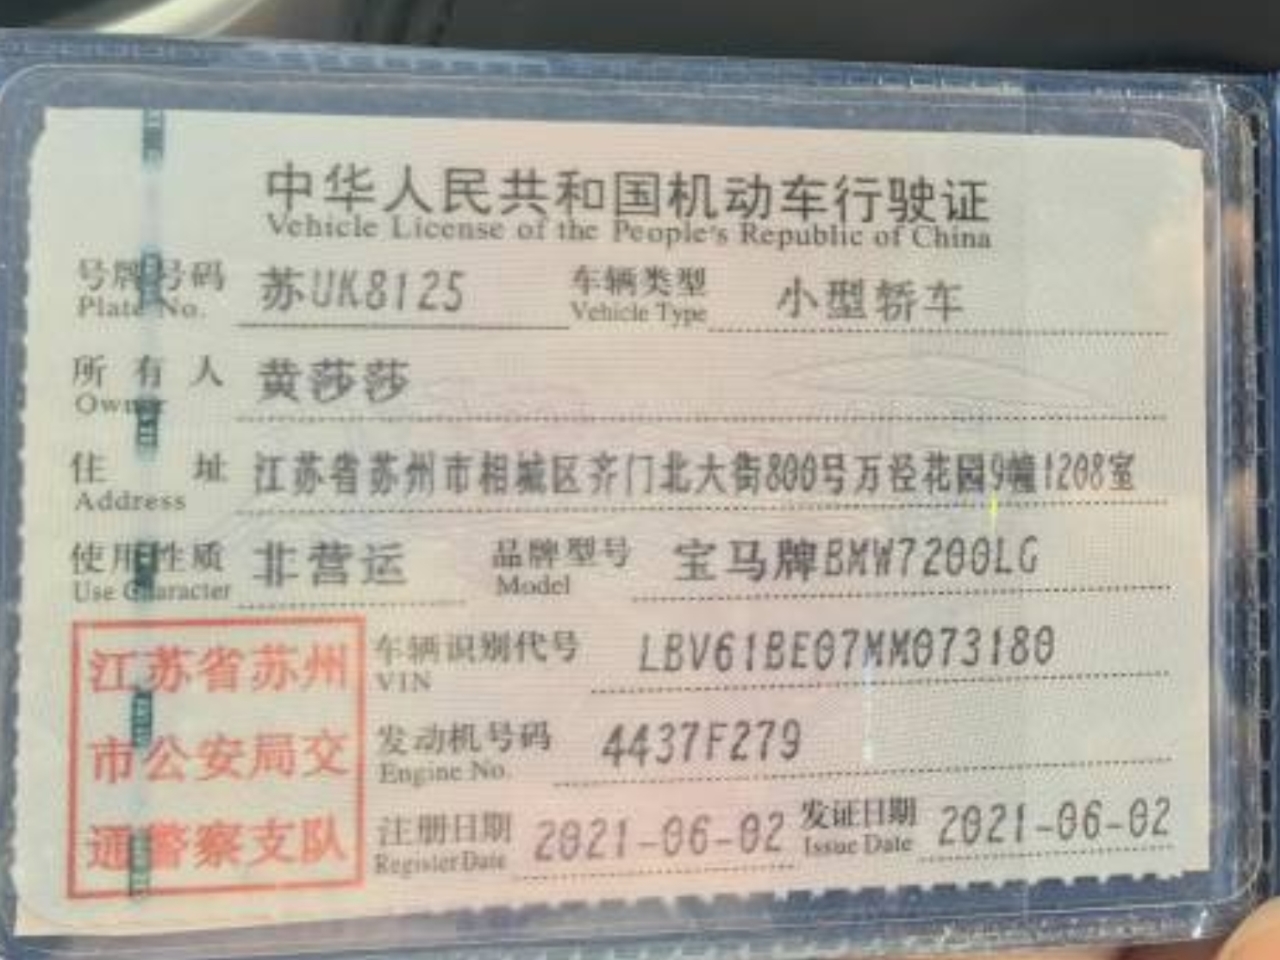 中华人民共和国机动车行驶证
Vehicle License of the People's Republic of China
号牌号码 苏UK8125 车辆类型 小型轿车
Plate No. Vehicle Type
所有人 黄莎莎
Owner
住址 江苏省苏州市相城区齐门北大街800号万径花园9幢1208室
Address
使用性质 非营运 品牌型号 宝马牌BMW7200LG
Use Character Model
江苏省苏州
市公安局交
通警察支队
车辆识别代号 LBV61BE07MM073180
VIN
发动机号码 4437F279
Engine No.
注册日期 2021-06-02 发证日期 2021-06-02
Register Date Issue Date